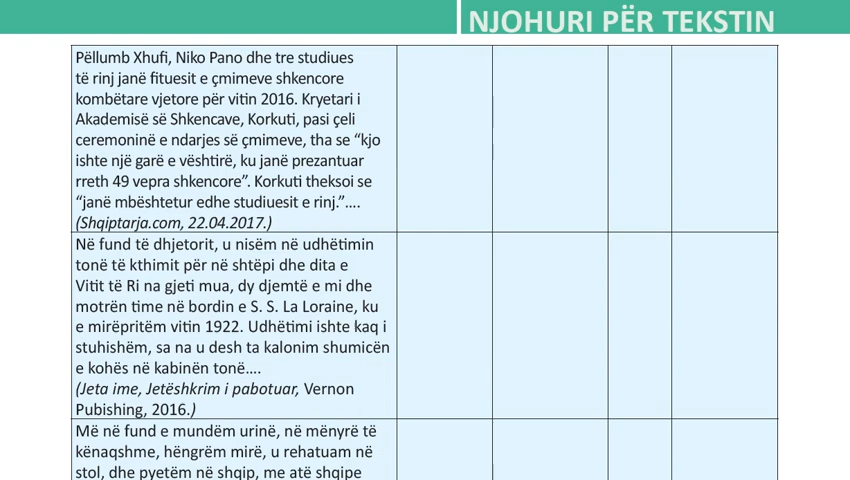 NJOHURI PËR TEKSTIN
Pëllumb Xhufi, Niko Pano dhe tre studiues
të rinj janë fituesit e çmimeve shkencore
kombëtare vjetore për vitin 2016. Kryetari i
Akademisë së Shkencave, Korkuti, pasi çeli
ceremoninë e ndarjes së çmimeve, tha se “kjo
ishte një garë e vështirë, ku janë prezantuar
rreth 49 vepra shkencore”. Korkuti theksoi se
“janë mbështetur edhe studiuesit e rinj.”....
(Shqiptarja.com, 22.04.2017.)
Në fund të dhjetorit, u nisëm në udhëtimin
tonë të kthimit për në shtëpi dhe dita e
Vitit të Ri na gjeti mua, dy djemtë e mi dhe
motrën time në bordin e S. S. La Loraine, ku
e mirëpritëm vitin 1922. Udhëtimi ishte kaq i
stuhishëm, sa na u desh ta kalonim shumicën
e kohës në kabinën tonë....
(Jeta ime, Jetëshkrim i pabotuar, Vernon
Pubishing, 2016.)
Më në fund e mundëm urinë, në mënyrë të
kënaqshme, hëngrëm mirë, u rehatuam në
stol, dhe pyetëm në shqip, me atë shqipe